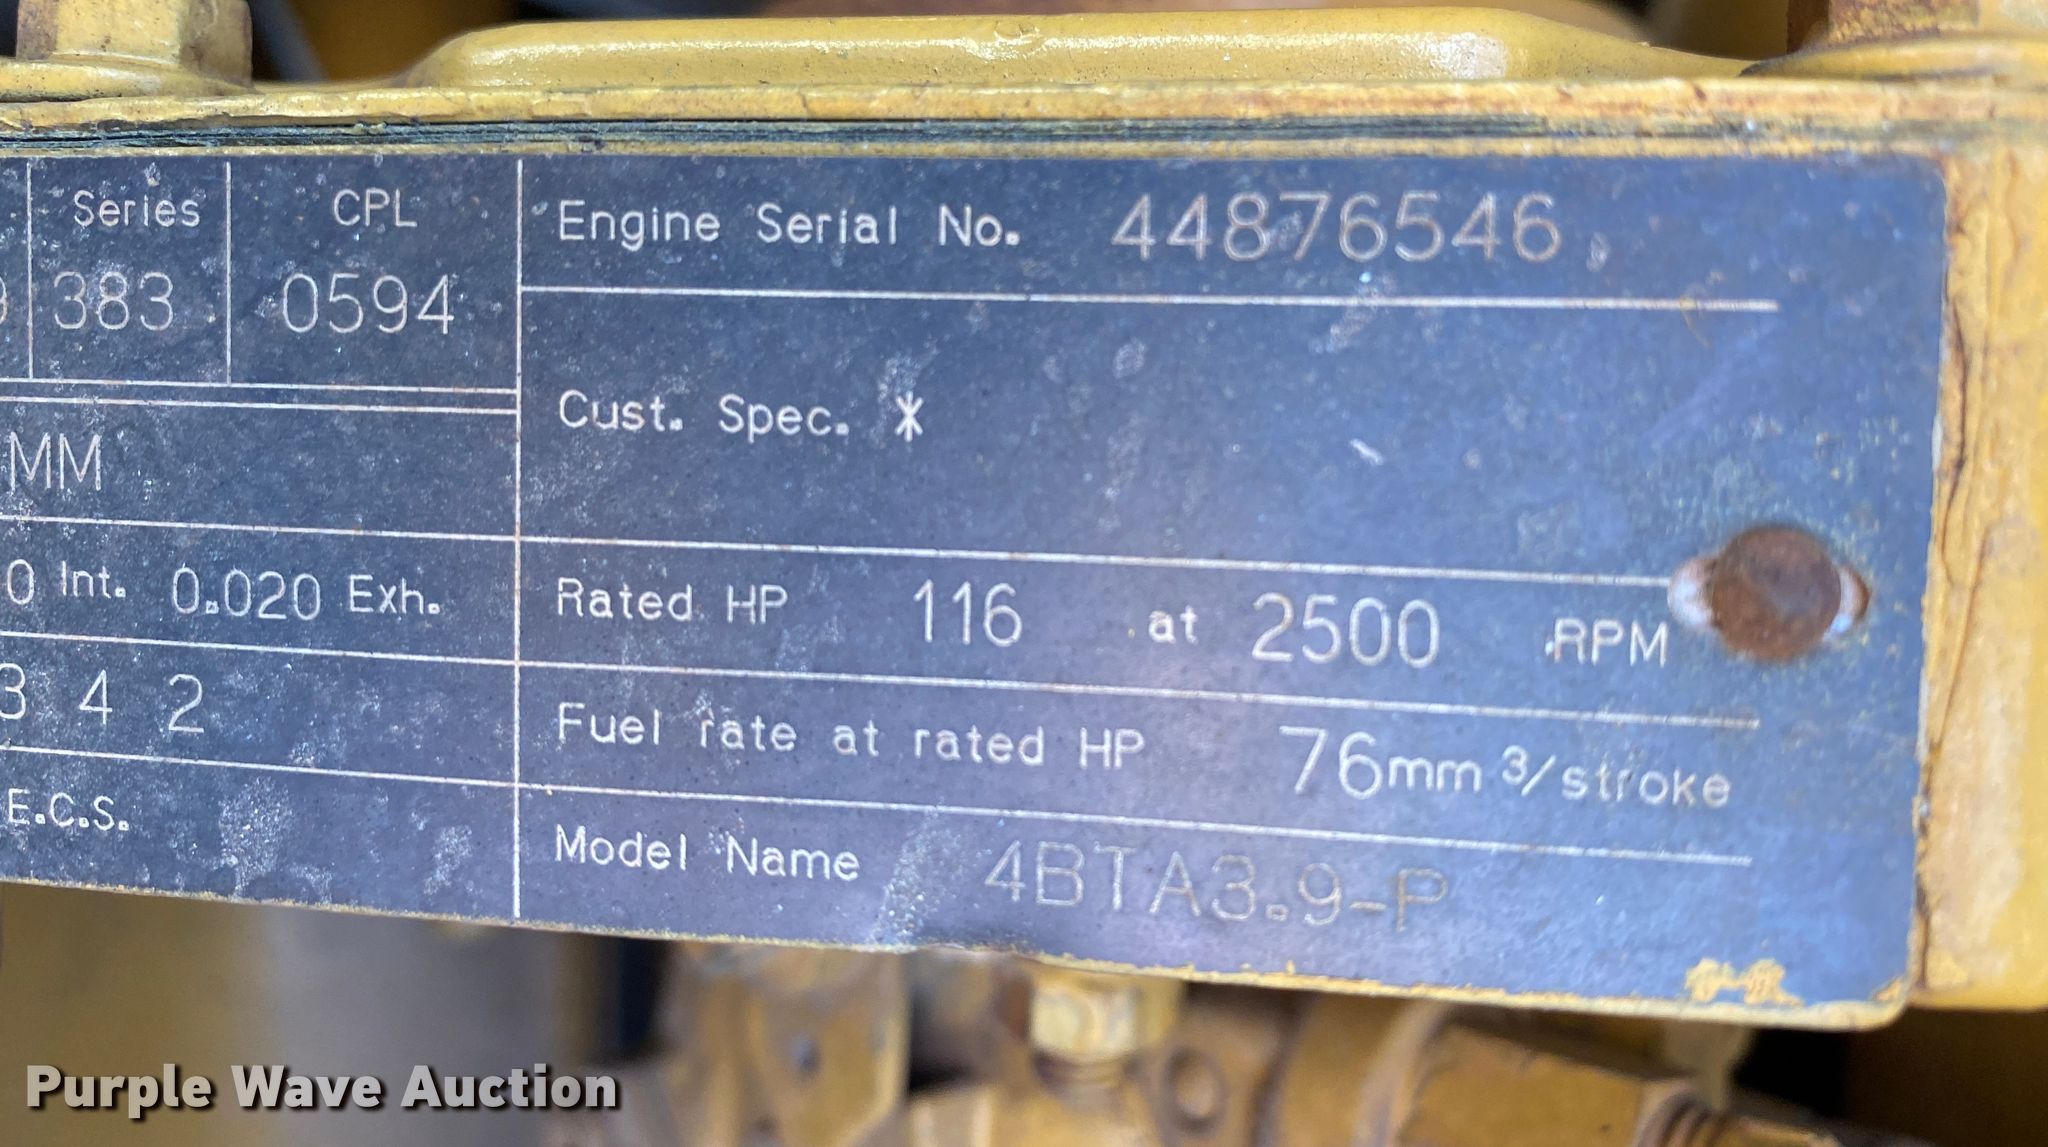 Series CPL Engine Serial No. 44876546
383 0594
Cust. Spec. *
MM
0 Int. 0.020 Exh. Rated HP 116 at 2500 RPM
3 4 2 Fuel rate at rated HP 76mm 3/stroke
E.C.S. Model Name 4BTA3.9-P
Purple Wave Auction